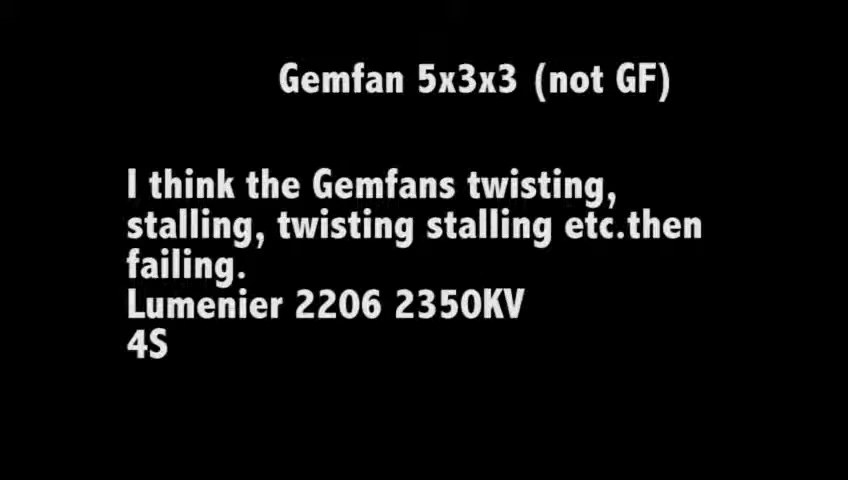 Gemfan 5x3x3 (not GF)
I think the Gemfans twisting,
stalling, twisting stalling etc.then
failing.
Lumenier 2206 2350KV
4S